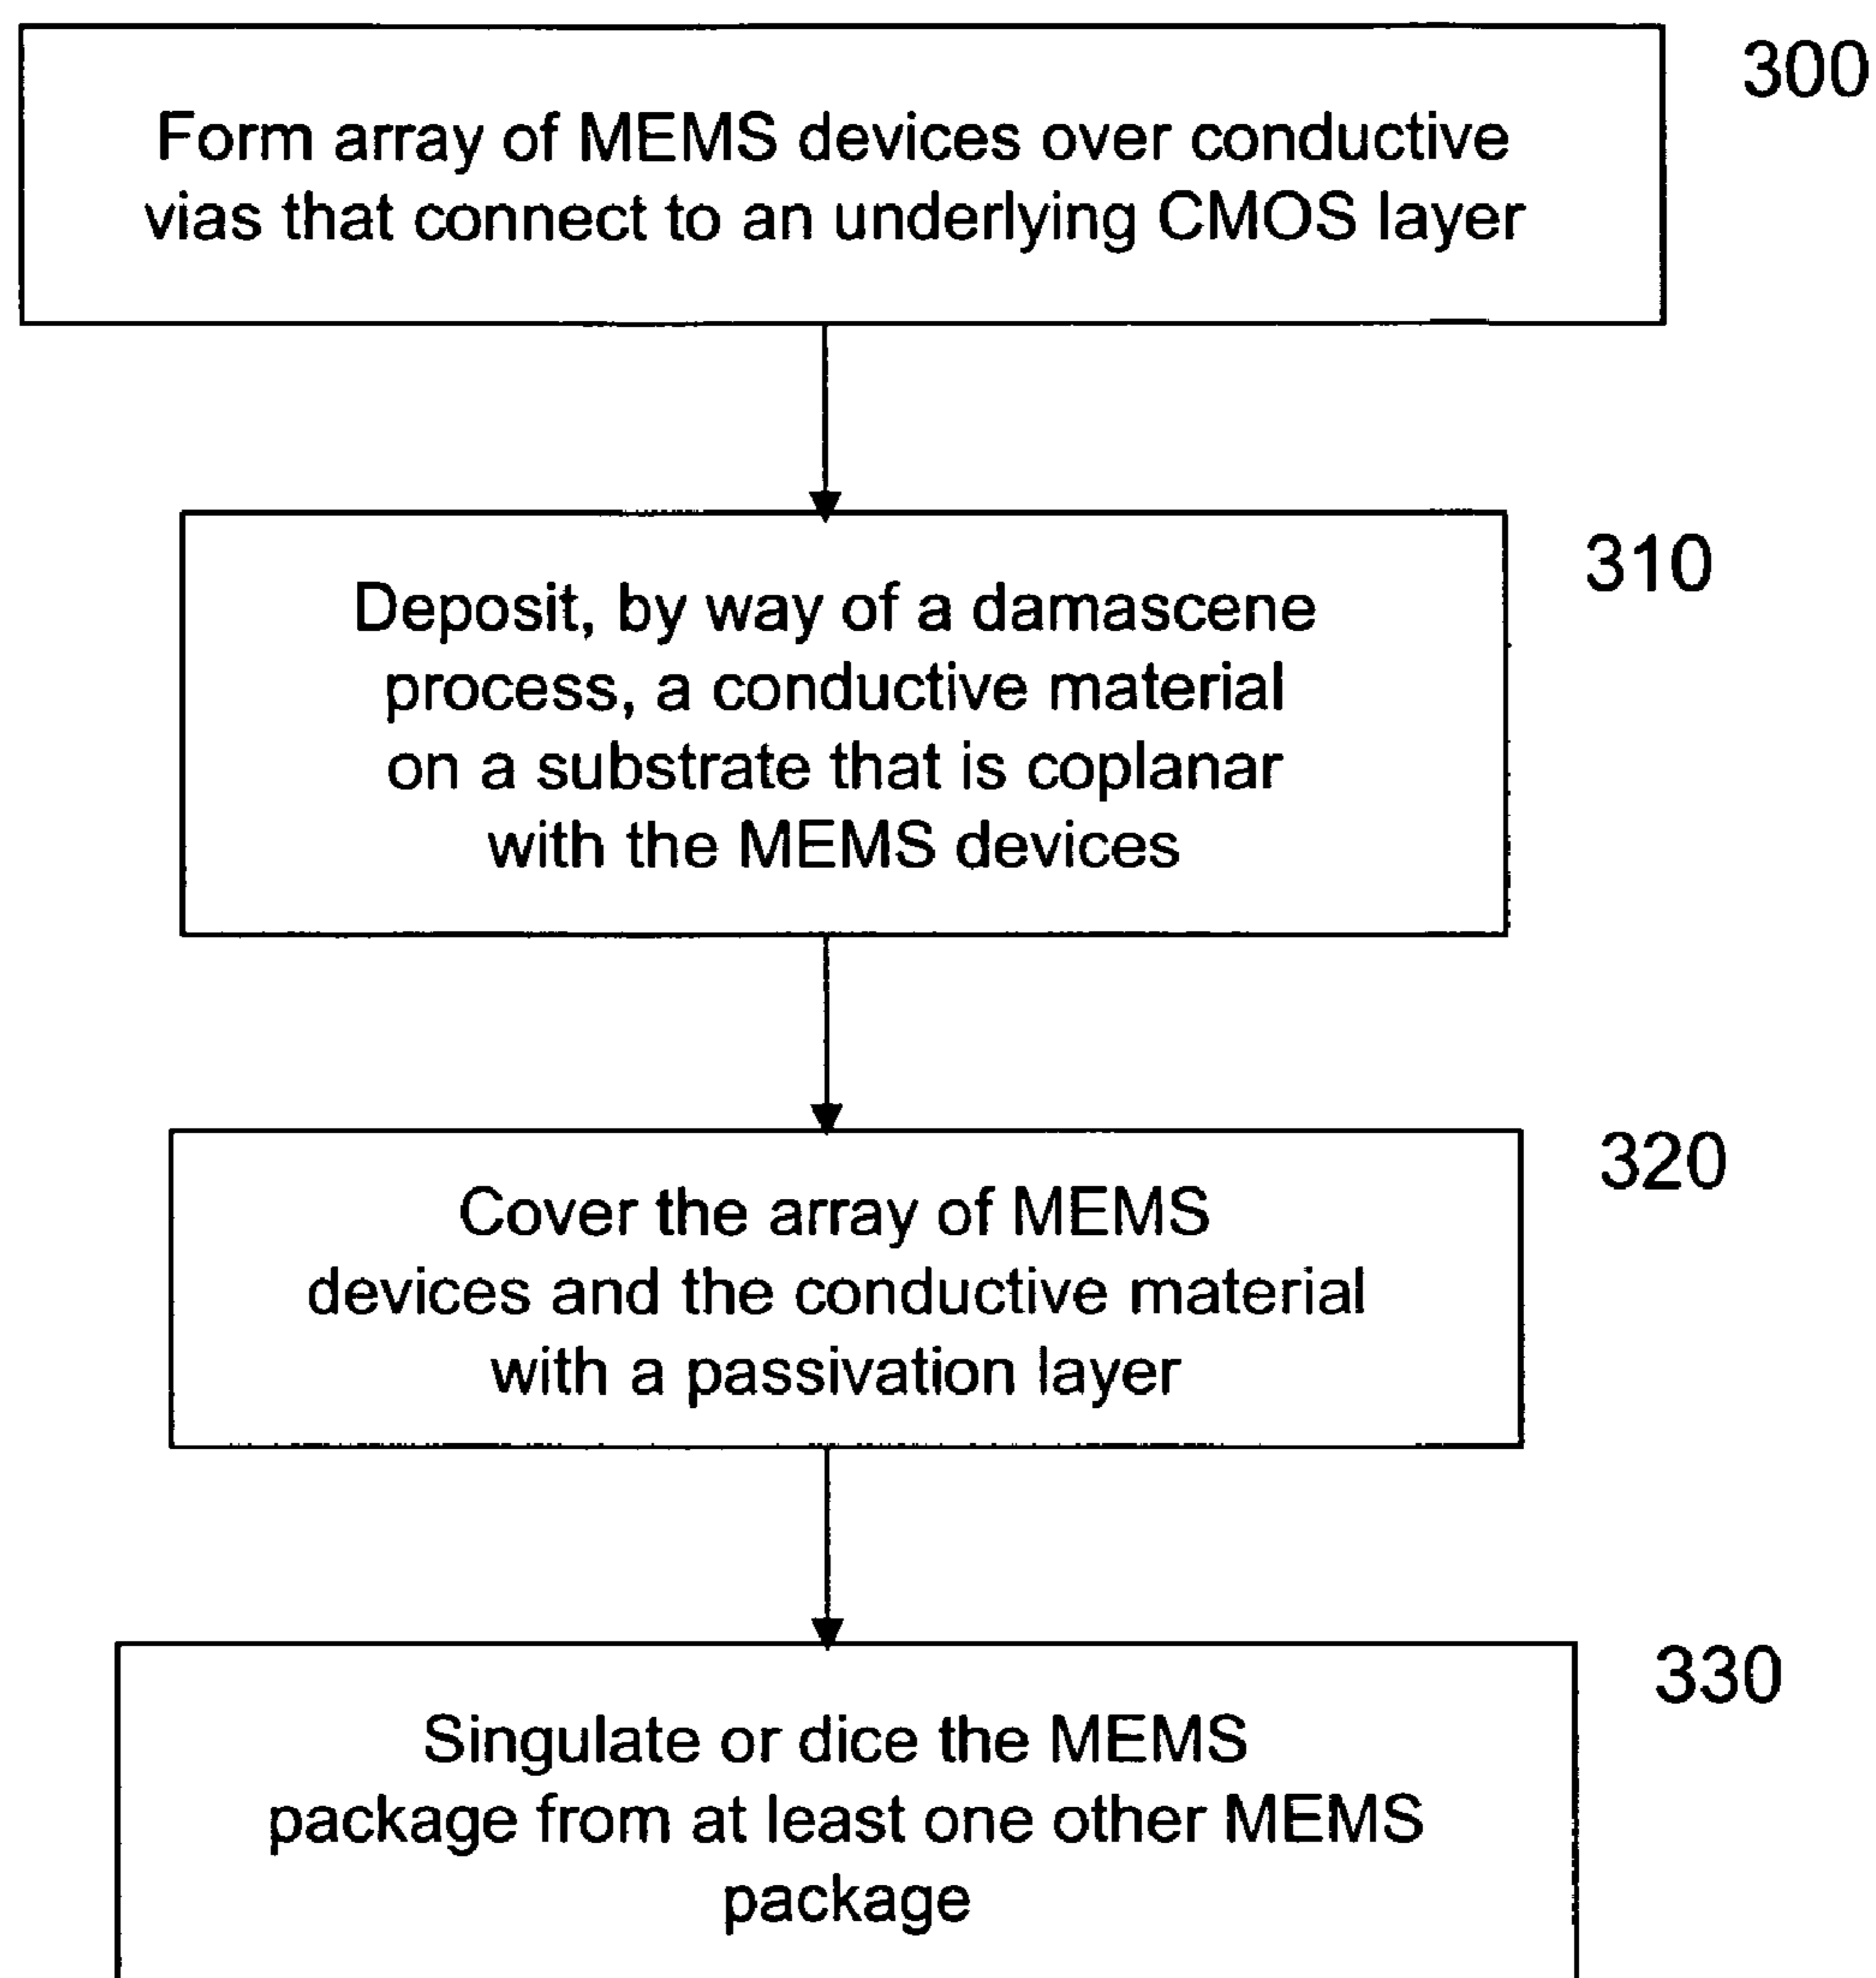 300
Form array of MEMS devices over conductive
vias that connect to an underlying CMOS layer
310
Deposit, by way of a damascene
process, a conductive material
on a substrate that is coplanar
with the MEMS devices
320
Cover the array of MEMS
devices and the conductive material
with a passivation layer
330
Singulate or dice the MEMS
package from at least one other MEMS
package